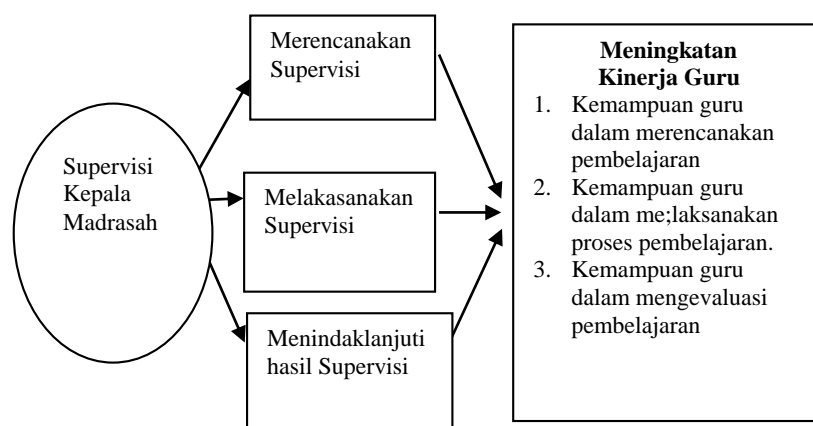 Supervisi
Kepala
Madrasah
Merencanakan
Supervisi
Melakasanakan
Supervisi
Menindaklanjuti
hasil Supervisi
Meningkatan
Kinerja Guru
1. Kemampuan guru
dalam merencanakan
pembelajaran
2. Kemampuan guru
dalam me;laksanakan
proses pembelajaran.
3. Kemampuan guru
dalam mengevaluasi
pembelajaran